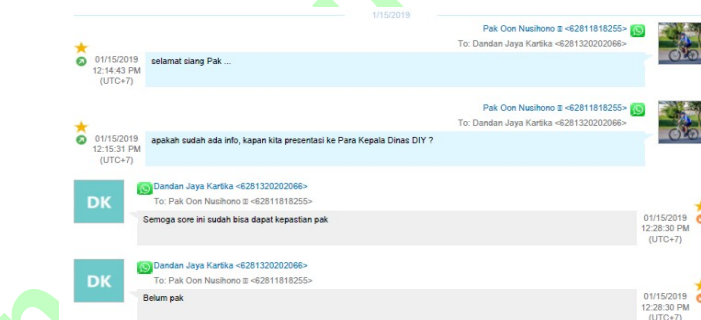 1/15/2019
Pak Oon Nusihono <62811818255>
To: Dandan Jaya Kartika <6281320202066>
01/15/2019
12:14:43 PM
(UTC+7)
selamat siang Pak ...
Pak Oon Nusihono <62811818255>
To: Dandan Jaya Kartika <6281320202066>
01/15/2019
12:15:31 PM
(UTC+7)
apakah sudah ada info, kapan kita presentasi ke Para Kepala Dinas DIY ?
DK
Dandan Jaya Kartika <6281320202066>
To: Pak Oon Nusihono <62811818255>
Semoga sore ini sudah bisa dapat kepastian pak
01/15/2019
12:28:30 PM
(UTC+7)
DK
Dandan Jaya Kartika <6281320202066>
To: Pak Oon Nusihono <62811818255>
Belum pak
01/15/2019
12:28:30 PM
(UTC+7)